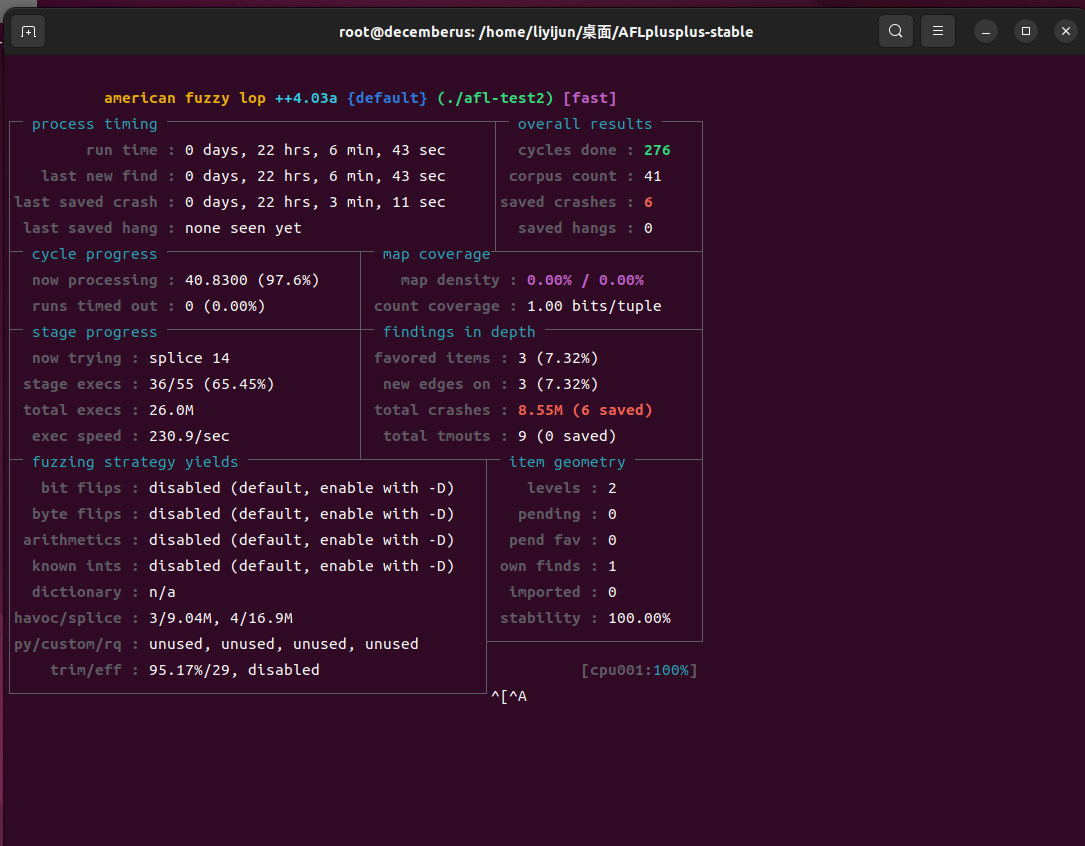 root@decemberus: /home/liyijun/桌面/AFLplusplus-stable
american fuzzy lop ++4.03a {default} (./afl-test2) [fast]
process timing
run time : 0 days, 22 hrs, 6 min, 43 sec
last new find : 0 days, 22 hrs, 6 min, 43 sec
last saved crash : 0 days, 22 hrs, 3 min, 11 sec
last saved hang : none seen yet
overall results
cycles done : 276
corpus count : 41
saved crashes : 6
saved hangs : 0
cycle progress
now processing : 40.8300 (97.6%)
runs timed out : 0 (0.00%)
map coverage
map density : 0.00% / 0.00%
count coverage : 1.00 bits/tuple
stage progress
now trying : splice 14
stage execs : 36/55 (65.45%)
total execs : 26.0M
exec speed : 230.9/sec
findings in depth
favored items : 3 (7.32%)
new edges on : 3 (7.32%)
total crashes : 8.55M (6 saved)
total tmouts : 9 (0 saved)
fuzzing strategy yields
bit flips : disabled (default, enable with -D)
byte flips : disabled (default, enable with -D)
arithmetics : disabled (default, enable with -D)
known ints : disabled (default, enable with -D)
dictionary : n/a
havoc/splice : 3/9.04M, 4/16.9M
py/custom/rq : unused, unused, unused, unused
trim/eff : 95.17%/29, disabled
item geometry
levels : 2
pending : 0
pend fav : 0
own finds : 1
imported : 0
stability : 100.00%
[cpu001:100%]
^[^A